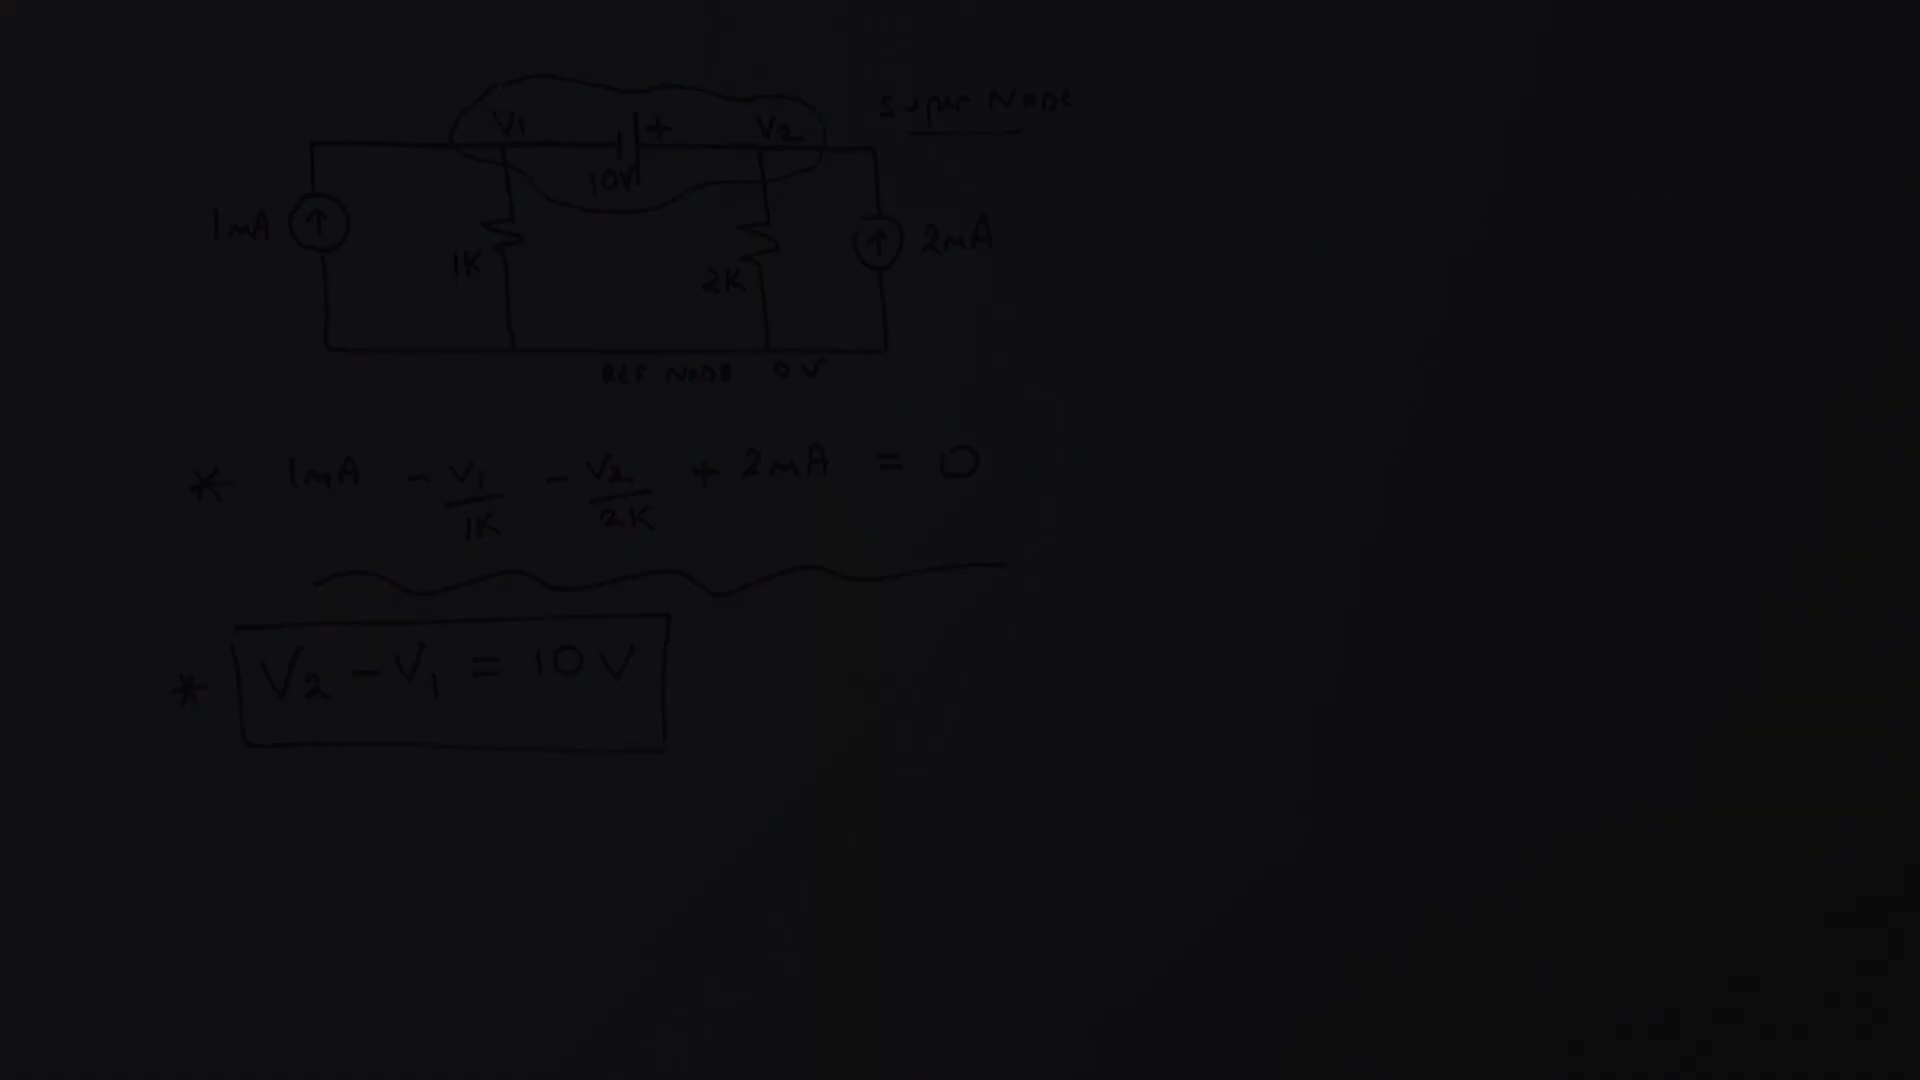 super NODE
V1 + V2
10V
1mA
1K
2K
2mA
REF NODE 0V
* 1mA - V1/1K - V2/2K + 2mA = 0
* V2 - V1 = 10V